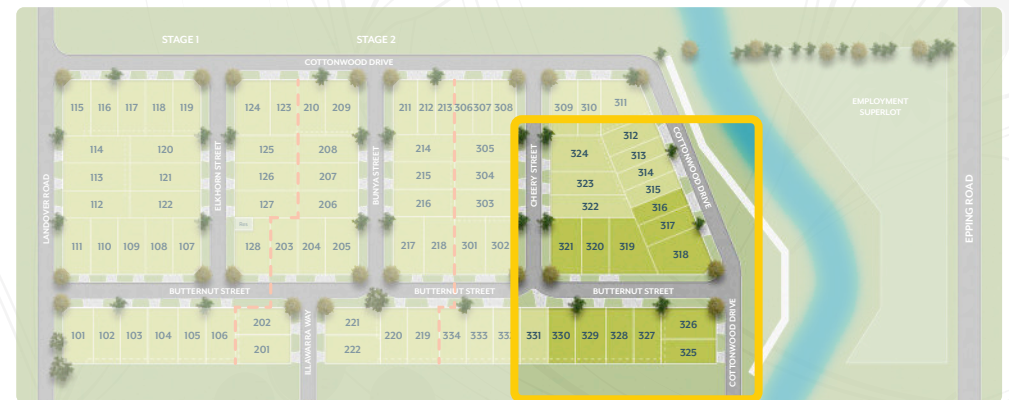 STAGE 1
STAGE 2
COTTONWOOD DRIVE
EMPLOYMENT
SUPERLOT
EPPING ROAD
LANDOVER ROAD
ELKHORN STREET
BUNYA STREET
CHEERY STREET
COTTONWOOD DRIVE
115 116 117 118 119
124 123 210 209
211 212 213 306 307 308
309 310 311
114 120
125 208
214 305
324 312
313
113 121
126 207
215 304
323 314
315
112 122
127 206
216 303
322 316
317
Res
111 110 109 108 107
128 203 204 205
217 218 301 302
321 320 319 318
BUTTERNUT STREET
BUTTERNUT STREET
BUTTERNUT STREET
101 102 103 104 105 106
202
201
ILLAWARRA WAY
221
222
220 219 334 333
331 330 329 328 327
326
325
COTTONWOOD DRIVE